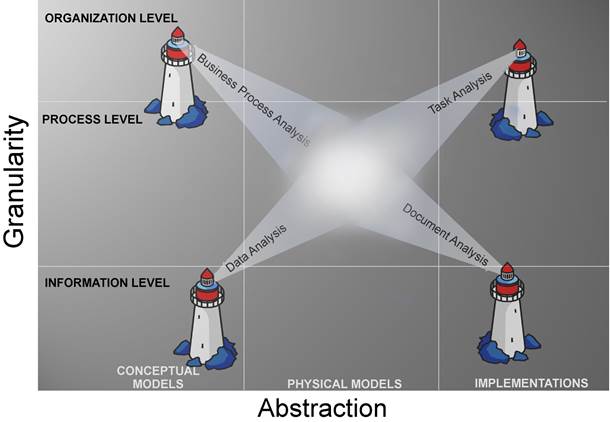 ORGANIZATION LEVEL
Business Process Analysis
Task Analysis
PROCESS LEVEL
Granularity
Data Analysis
Document Analysis
INFORMATION LEVEL
CONCEPTUAL
MODELS
PHYSICAL MODELS
IMPLEMENTATIONS
Abstraction